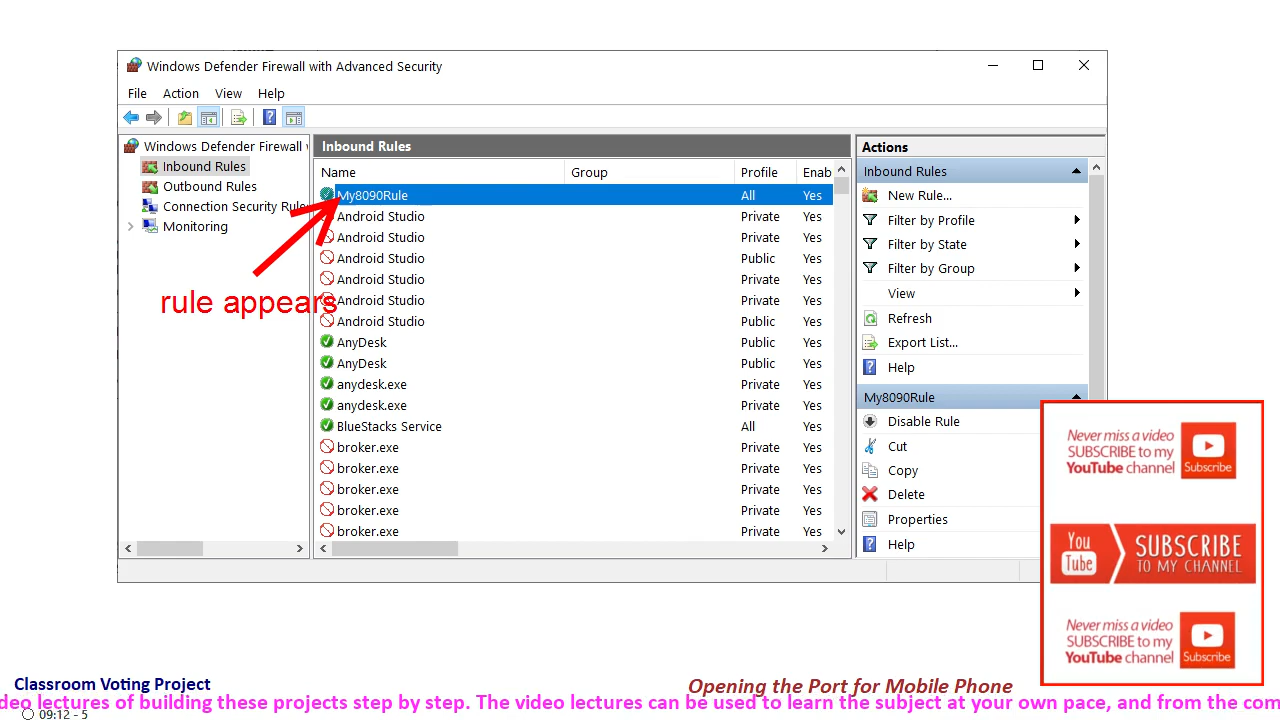 Windows Defender Firewall with Advanced Security
File Action View Help
Windows Defender Firewall
Inbound Rules
Outbound Rules
Connection Security Rule
Monitoring
rule appears
Inbound Rules
Name Group Profile Enab
My8090Rule All Yes
Android Studio Private Yes
Android Studio Private Yes
Android Studio Public Yes
Android Studio Private Yes
Android Studio Private Yes
Android Studio Public Yes
AnyDesk Public Yes
AnyDesk Public Yes
anydesk.exe Private Yes
anydesk.exe Private Yes
BlueStacks Service All Yes
broker.exe Private Yes
broker.exe Private Yes
broker.exe Private Yes
broker.exe Private Yes
broker.exe Private Yes
Actions
Inbound Rules
New Rule...
Filter by Profile
Filter by State
Filter by Group
View
Refresh
Export List...
Help
My8090Rule
Disable Rule
Cut
Copy
Delete
Properties
Help
Never miss a video
SUBSCRIBE to my
YouTube channel
Subscribe
You Tube
SUBSCRIBE
TO MY CHANNEL
Never miss a video
SUBSCRIBE to my
YouTube channel
Subscribe
Classroom Voting Project
Opening the Port for Mobile Phone
deo lectures of building these projects step by step. The video lectures can be used to learn the subject at your own pace, and from the com
09:12 - 5